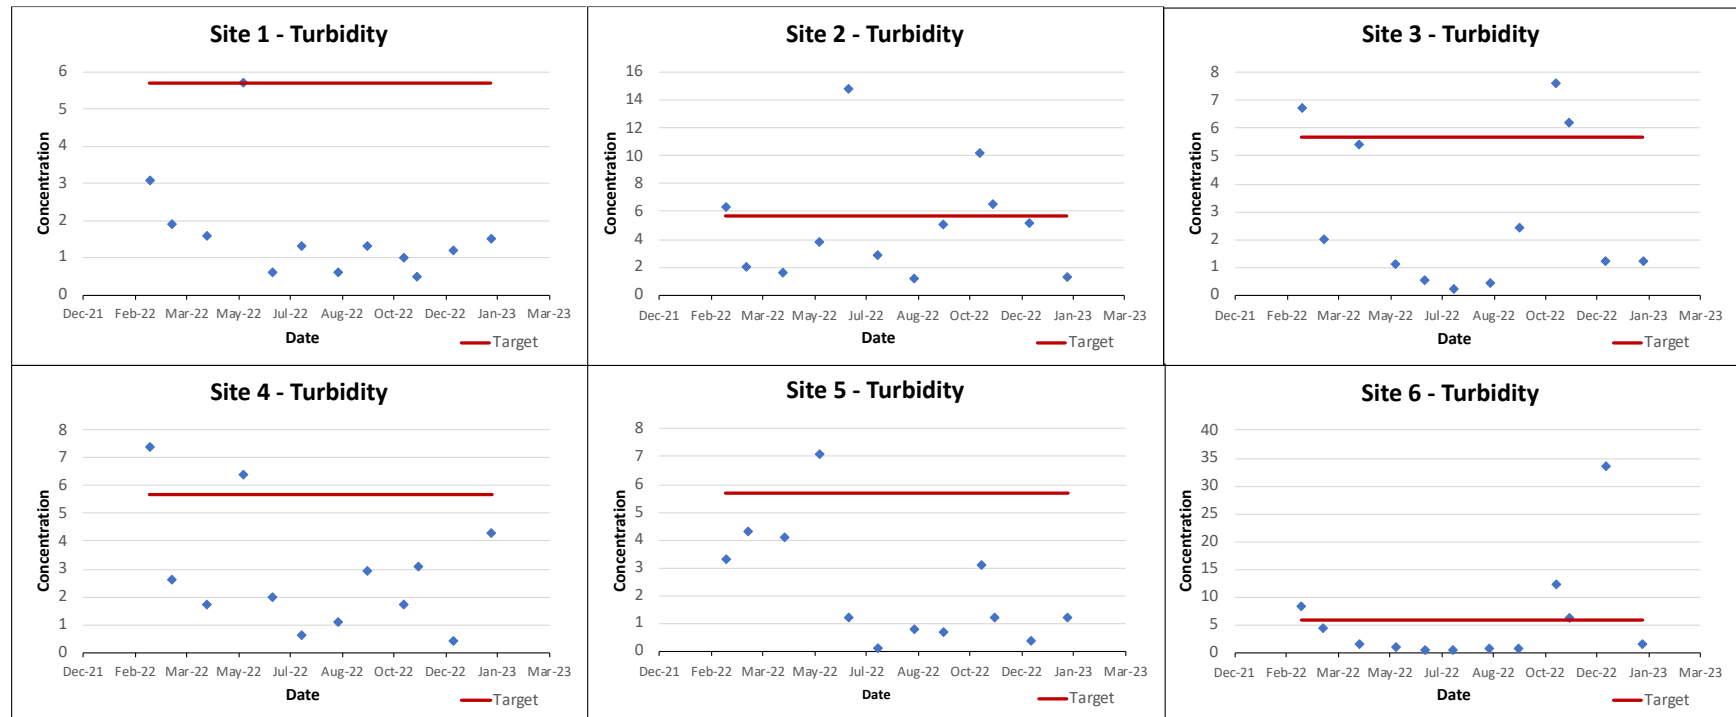 Site 1 - Turbidity
Concentration
6
5
4
3
2
1
0
Dec-21 Feb-22 Mar-22 May-22 Jul-22 Aug-22 Oct-22 Dec-22 Jan-23 Mar-23
Date
Target
Site 2 - Turbidity
Concentration
16
14
12
10
8
6
4
2
0
Dec-21 Feb-22 Mar-22 May-22 Jul-22 Aug-22 Oct-22 Dec-22 Jan-23 Mar-23
Date
Target
Site 3 - Turbidity
Concentration
8
7
6
5
4
3
2
1
0
Dec-21 Feb-22 Mar-22 May-22 Jul-22 Aug-22 Oct-22 Dec-22 Jan-23 Mar-23
Date
Target
Site 4 - Turbidity
Concentration
8
7
6
5
4
3
2
1
0
Dec-21 Feb-22 Mar-22 May-22 Jul-22 Aug-22 Oct-22 Dec-22 Jan-23 Mar-23
Date
Target
Site 5 - Turbidity
Concentration
8
7
6
5
4
3
2
1
0
Dec-21 Feb-22 Mar-22 May-22 Jul-22 Aug-22 Oct-22 Dec-22 Jan-23 Mar-23
Date
Target
Site 6 - Turbidity
Concentration
40
35
30
25
20
15
10
5
0
Dec-21 Feb-22 Mar-22 May-22 Jul-22 Aug-22 Oct-22 Dec-22 Jan-23 Mar-23
Date
Target